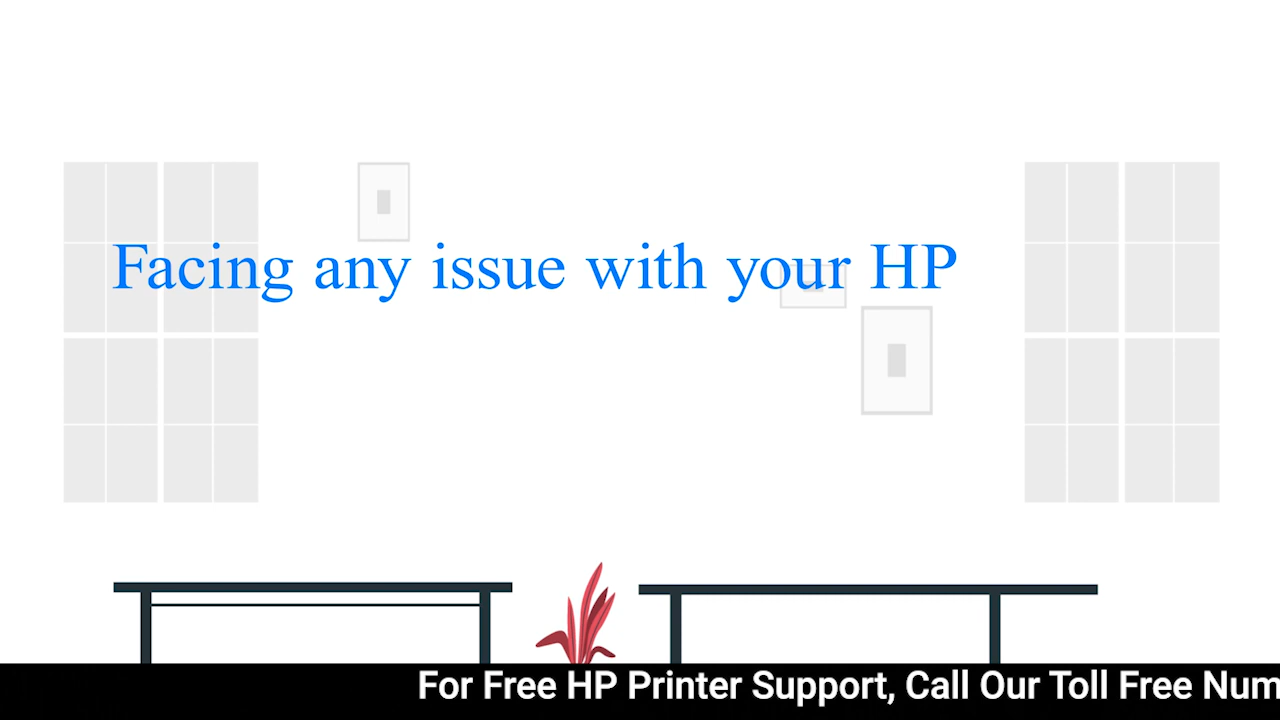 Facing any issue with your HP
For Free HP Printer Support, Call Our Toll Free Num